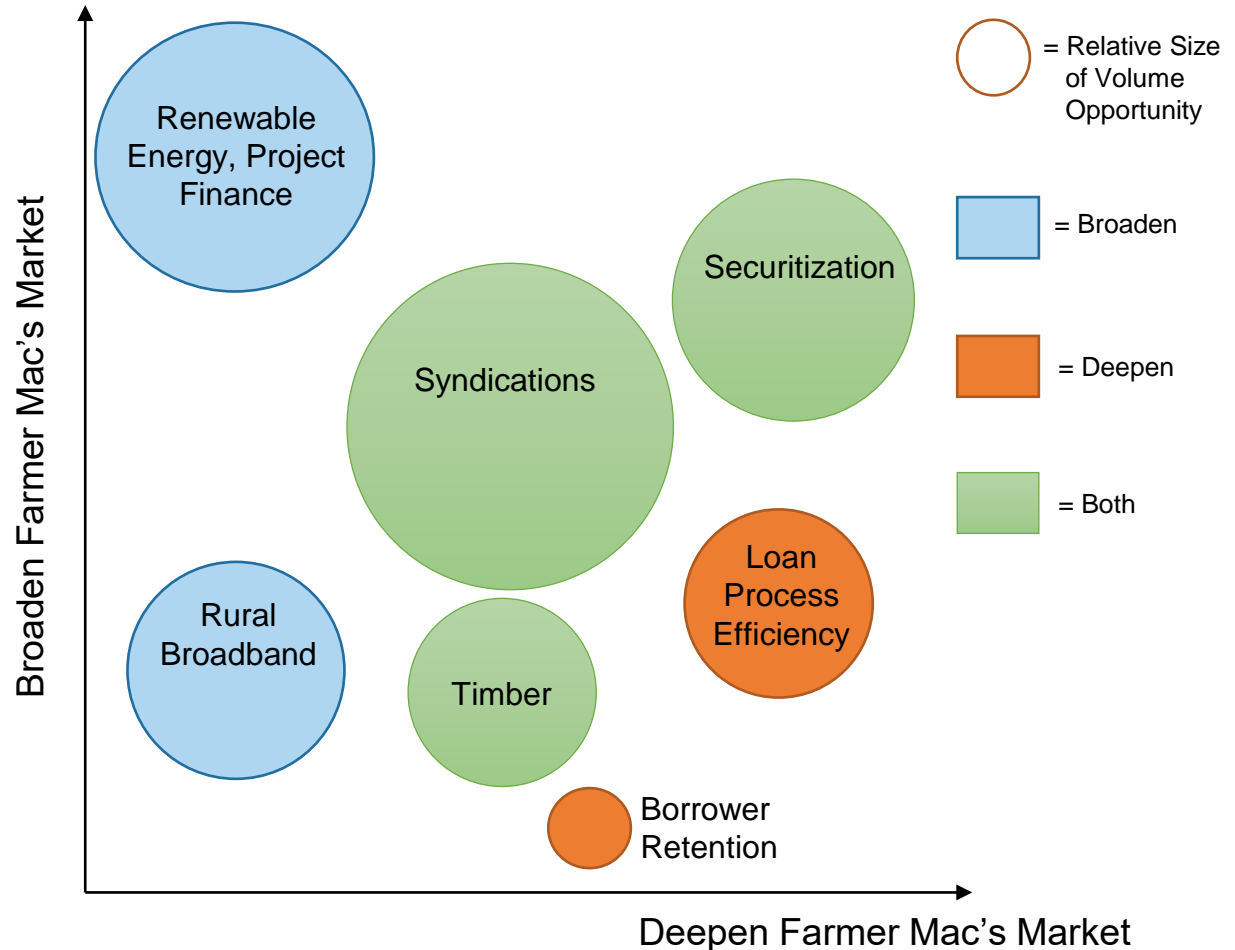 Broaden Farmer Mac’s Market
Renewable
Energy, Project
Finance
Syndications
Securitization
Rural
Broadband
Timber
Loan
Process
Efficiency
Borrower
Retention
Deepen Farmer Mac’s Market
= Relative Size
of Volume
Opportunity
= Broaden
= Deepen
= Both